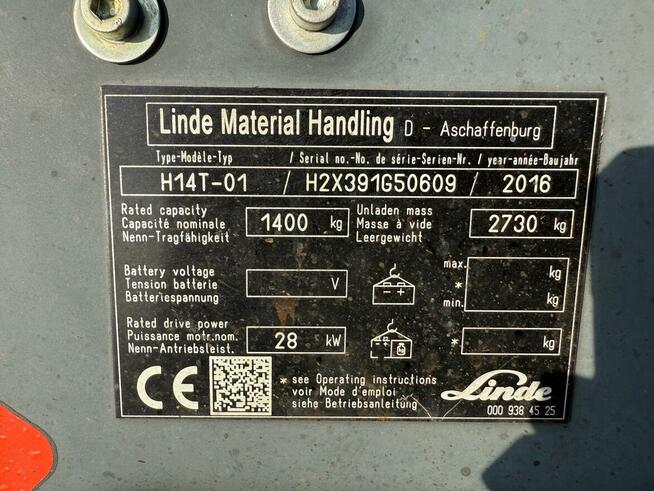 Linde Material Handling D - Aschaffenburg
Type-Modèle-Typ / Serial no.-No. de série-Serien-Nr. / year-année-Baujahr
H14T-01 / H2X391G50609 / 2016
Rated capacity
Capacité nominale
Nenn-Tragfähigkeit
1400 kg
Unladen mass
Masse à vide
Leergewicht
2730 kg
Battery voltage
Tension batterie
Batteriespannung
V
- +
max. kg
*
min. kg
Rated drive power
Puissance motr.nom.
Nenn-Antriebsleist.
28 kW
- +
kg
* kg
CE
* see Operating instructions
voir Mode d'emploi
siehe Betriebsanleitung
Linde
000 938 45 25